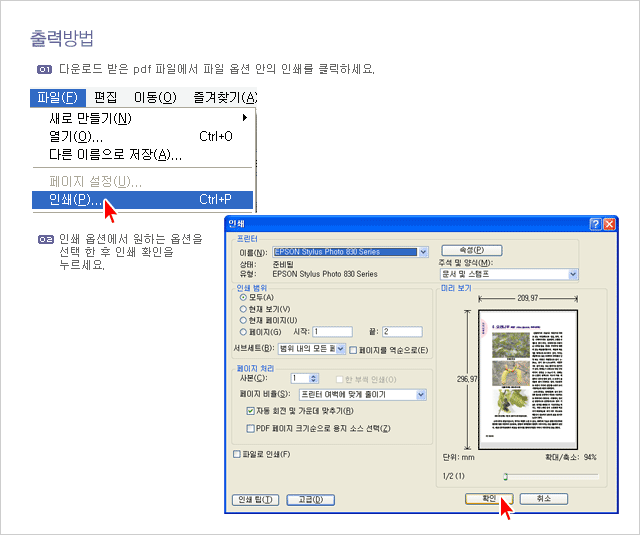 출력방법
01 다운로드 받은 pdf 파일에서 파일 옵션 안의 인쇄를 클릭하세요.
파일(F) 편집 이동(O) 즐겨찾기(A)
새로 만들기(N)
열기(O)... Ctrl+O
다른 이름으로 저장(A)...
페이지 설정(U)...
인쇄(P)... Ctrl+P
02 인쇄 옵션에서 원하는 옵션을
선택 한 후 인쇄 확인을
누르세요.
인쇄
프린터
이름(N): EPSON Stylus Photo 830 Series 속성(P)
상태: 준비됨 주석 및 양식(M):
유형: EPSON Stylus Photo 830 Series 문서 및 스탬프
인쇄 범위
모두(A)
현재 보기(V)
현재 페이지(U)
페이지(G) 시작: 1 끝: 2
서브세트(B): 범위 내의 모든 페 페이지를 역순으로(E)
페이지 처리
사본(C): 1 한 부씩 인쇄(O)
페이지 비율(S): 프린터 여백에 맞게 줄이기
자동 회전 및 가운데 맞추기(R)
PDF 페이지 크기순으로 용지 소스 선택(Z)
파일로 인쇄(F)
미리 보기
209,97
296,97
단위: mm 확대/축소: 94%
1/2 (1)
인쇄 팁(T) 고급(D) 확인 취소